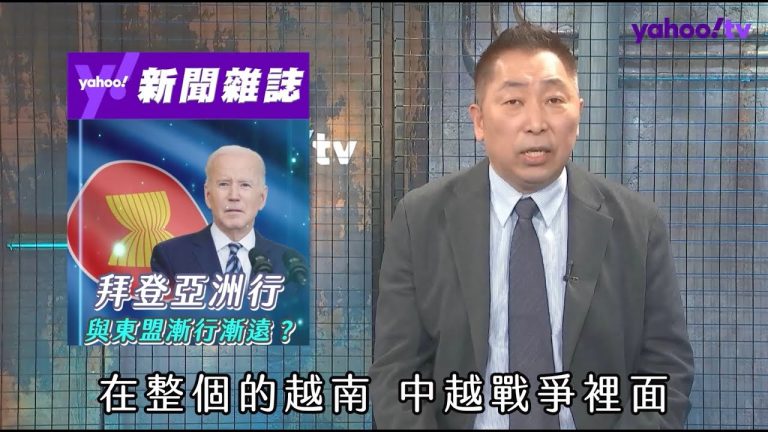 yahoo!tv
yahoo!
新聞雜誌
tv
拜登亞洲行
與東盟漸行漸遠？
在整個的越南 中越戰爭裡面